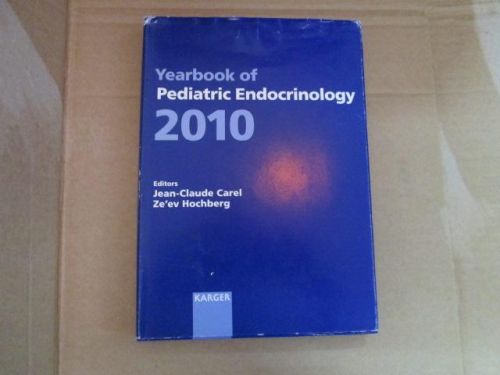 Yearbook of
Pediatric Endocrinology
2010
Editors
Jean-Claude Carel
Ze'ev Hochberg
KARGER